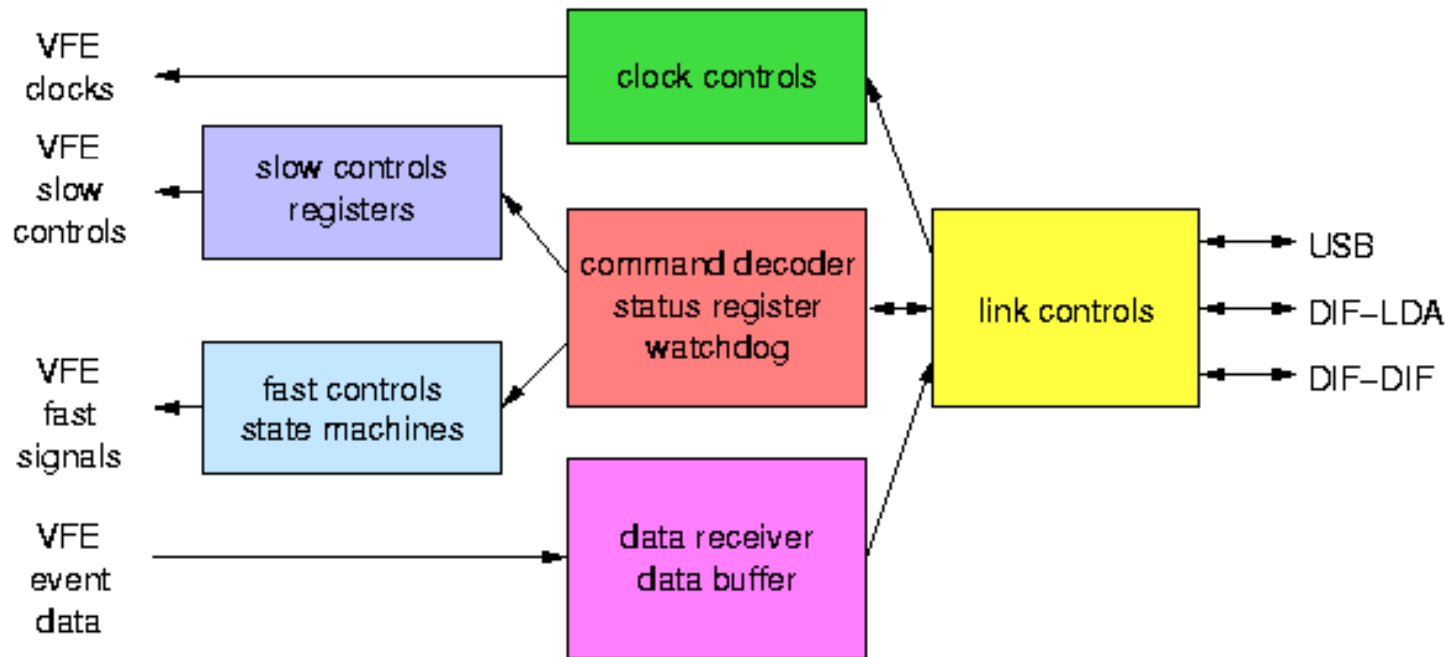 VFE
clocks
clock controls
VFE
slow
controls
slow controls
registers
command decoder
status register
watchdog
link controls
USB
DIF-LDA
DIF-DIF
VFE
fast
signals
fast controls
state machines
VFE
event
data
data receiver
data buffer